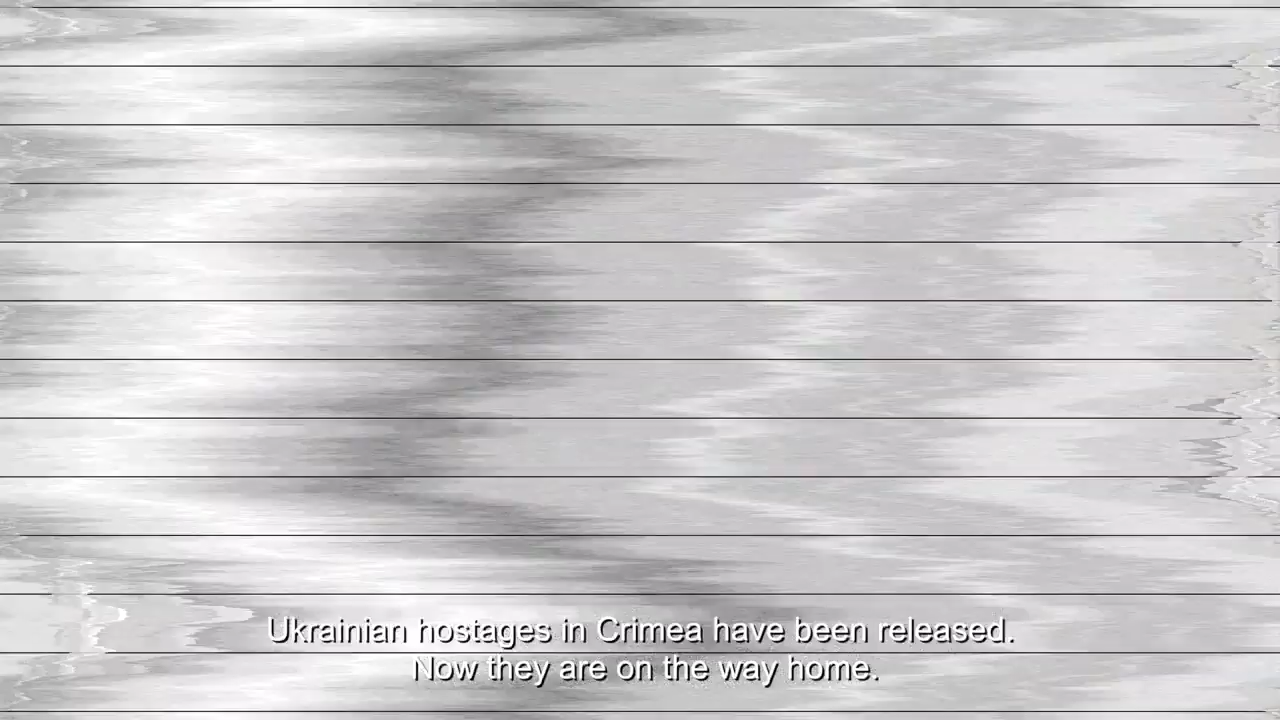 Ukrainian hostages in Crimea have been released.
Now they are on the way home.